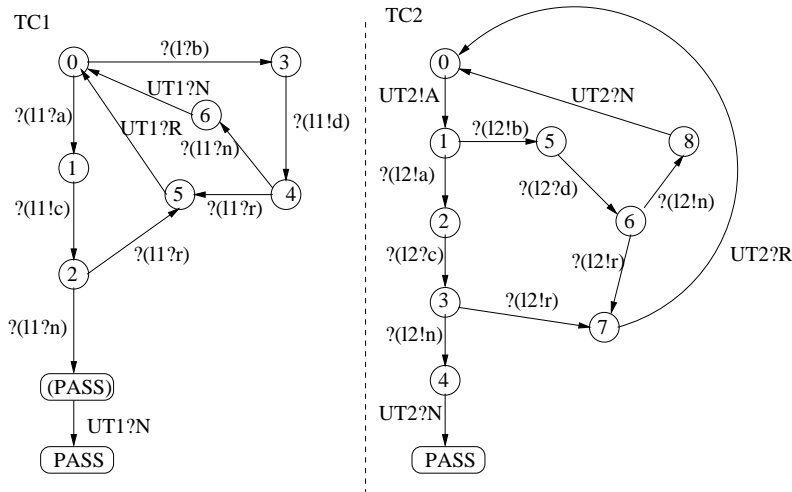 TC1
?(l?b)
0
3
UT1?N
?(l1?a)
6
?(l1!d)
UT1?R
?(l1?n)
1
5
4
?(l1!c)
?(l1?r)
2
?(l1?r)
?(l1?n)
(PASS)
UT1?N
PASS
TC2
0
UT2!A
UT2?N
1
?(l2!b)
5
8
?(l2!a)
?(l2?d)
?(l2!n)
2
6
?(l2?c)
?(l2!r)
UT2?R
3
?(l2!r)
7
?(l2!n)
4
UT2?N
PASS